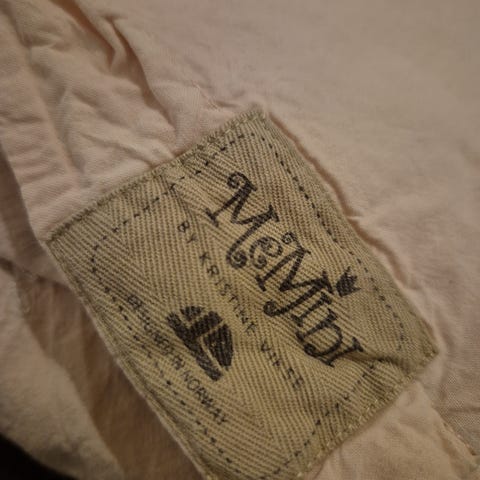 MeMini
BY KRISTINE VIKSE
DESIGNED IN NORWAY